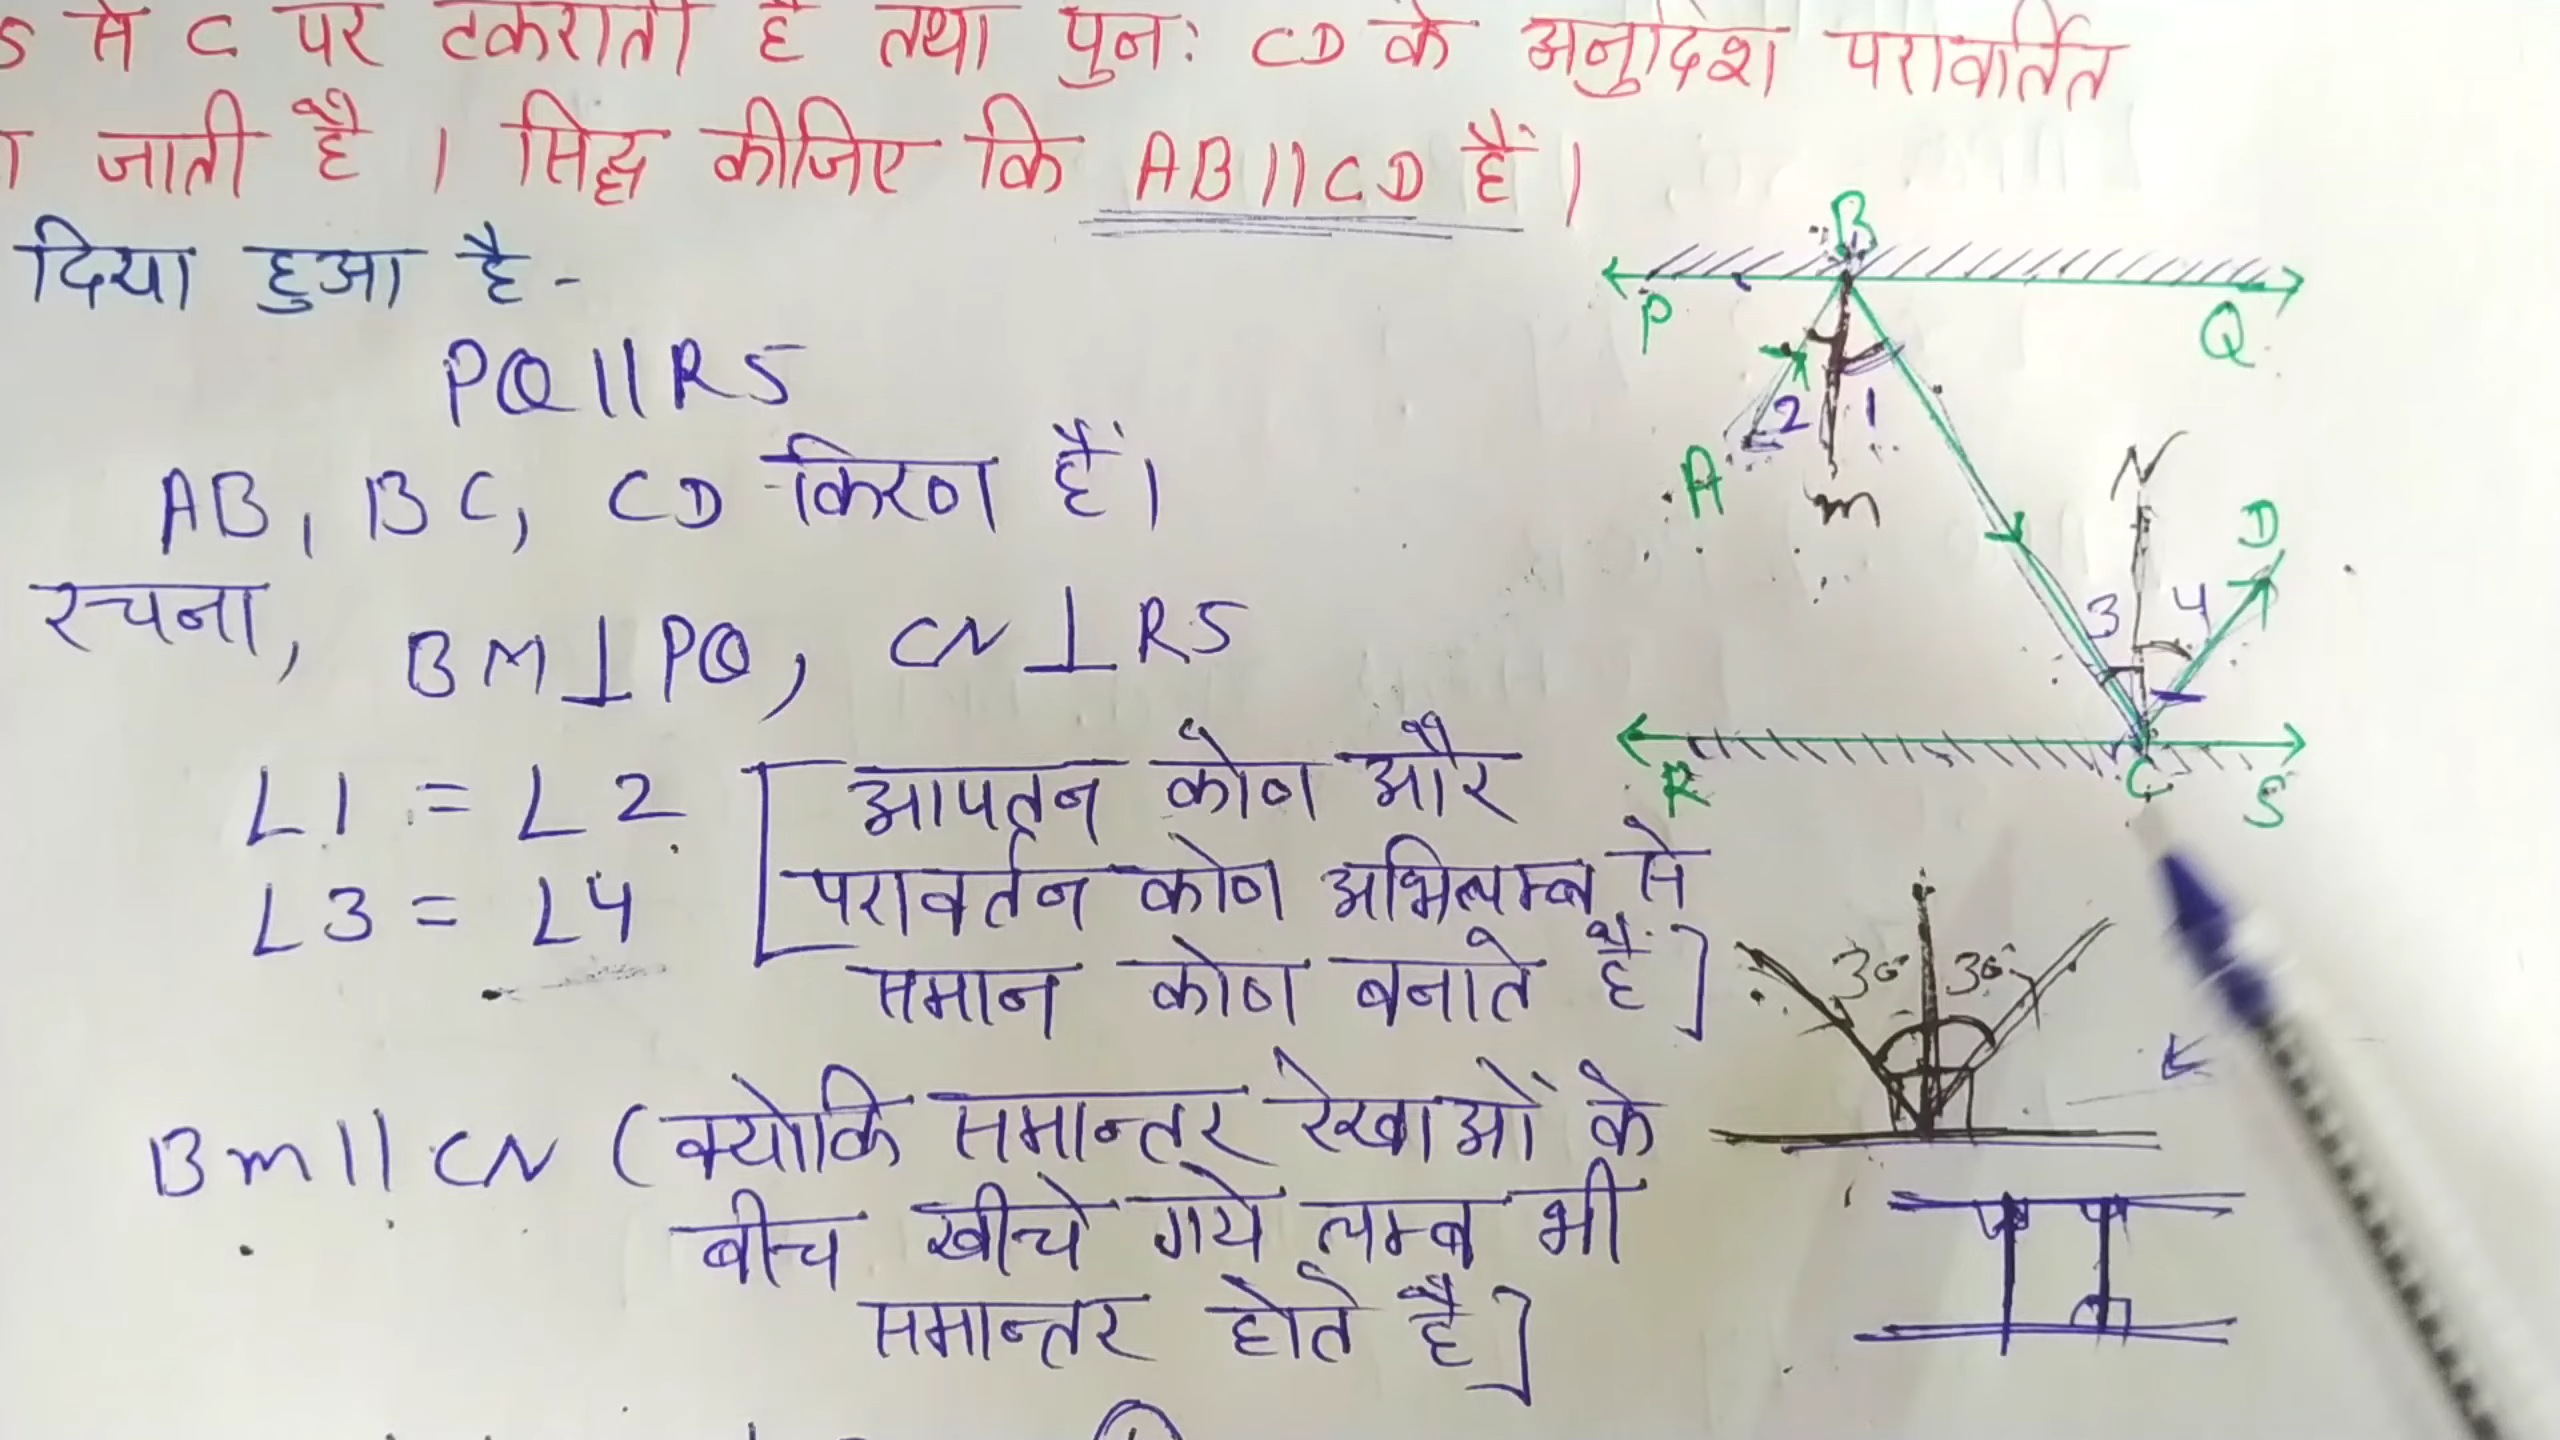 S से C पर टकराती है तथा पुनः CD के अनुदिश परावर्तित
जाती है । सिद्ध कीजिए कि AB||CD हैं ।
दिया हुआ है -
PQ||RS
AB, BC, CD किरण हैं।
रचना, BM⊥PQ, CN⊥RS
∠1 = ∠2 [आपतन कोण और
∠3 = ∠4 परावर्तन कोण अभिलम्ब से
समान कोण बनाते हैं]
Bm||CN (क्योकि समान्तर रेखाओं के
बीच खीचे गये लम्ब भी
समान्तर होते है]
B
P
Q
2
1
A
m
N
D
3
4
R
C
S
30
30